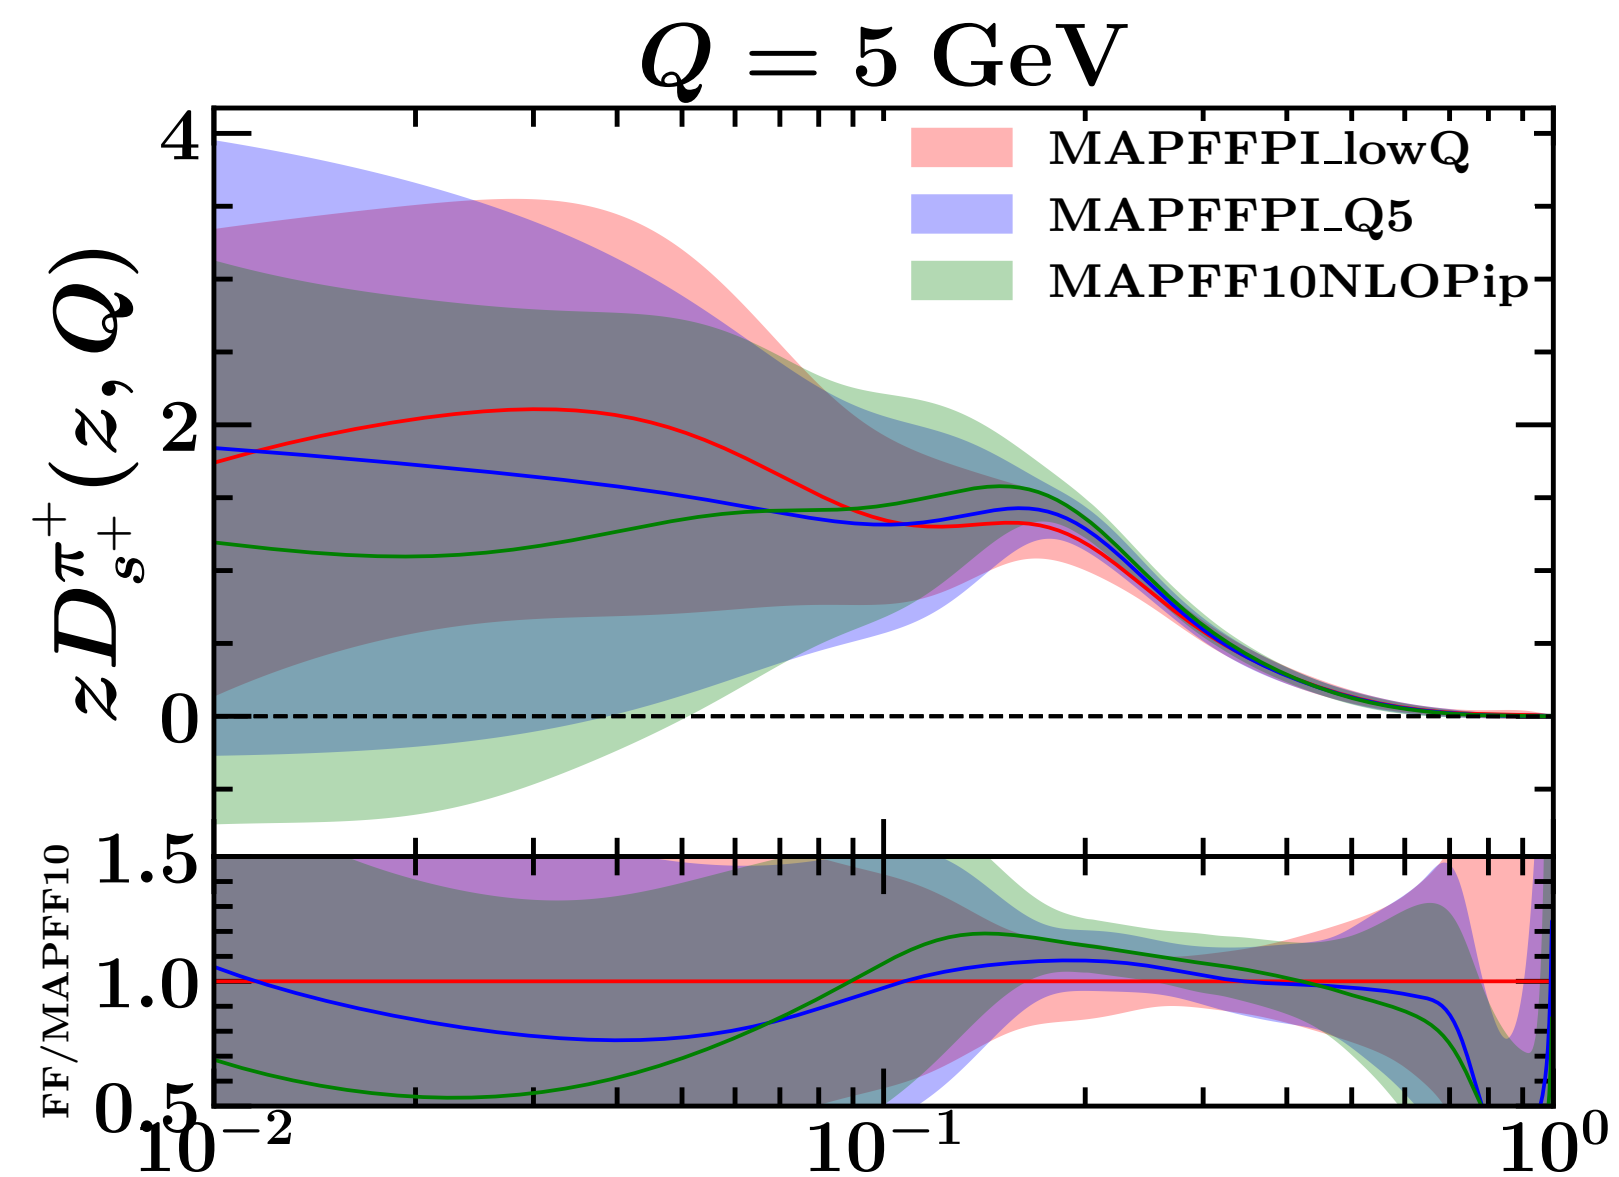 Q = 5 GeV
4
2
0
z D_{s^+}^{π^+} (z, Q)
MAPFFPI_lowQ
MAPFFPI_Q5
MAPFF10NLOPip
1.5
1.0
0.5
FF/MAPFF10
10^{-2}
10^{-1}
10^{0}